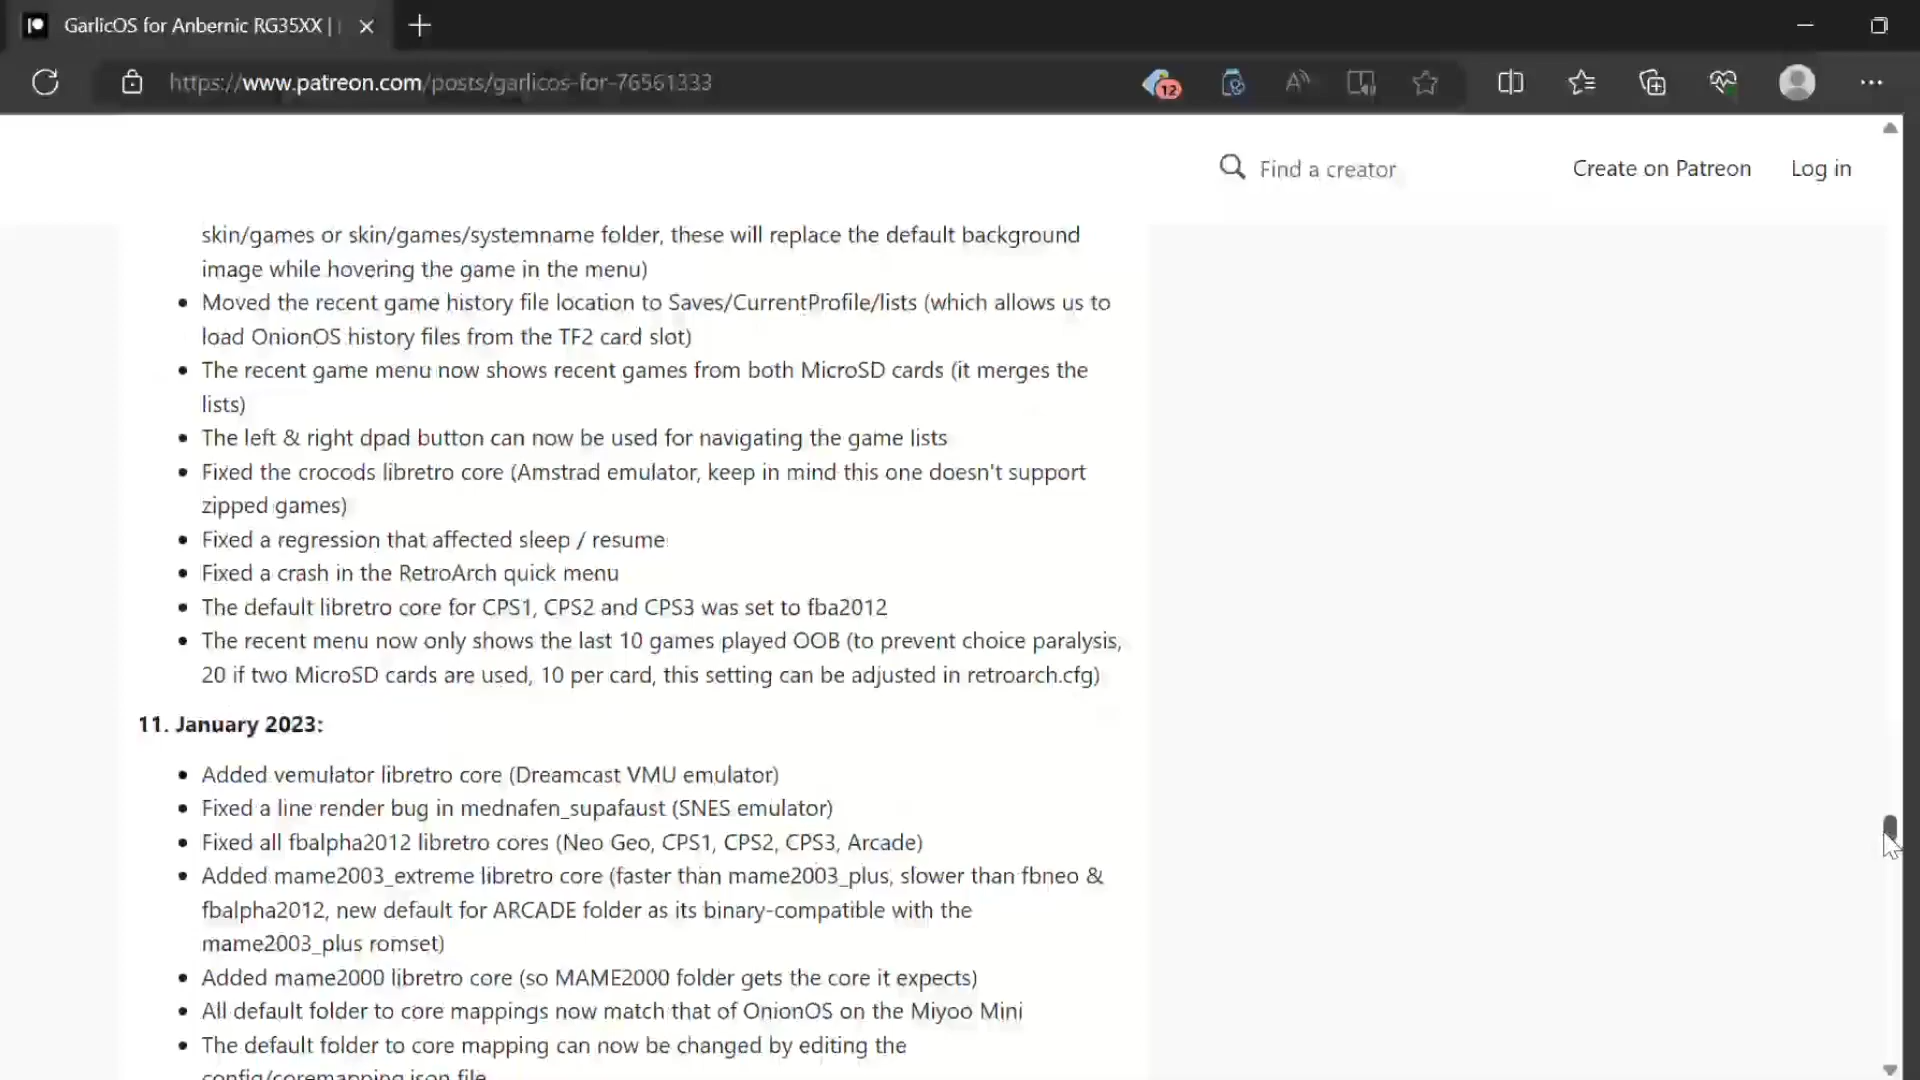 GarlicOS for Anbernic RG35XX |
https://www.patreon.com/posts/garlicos-for-76561333
12
Find a creator
Create on Patreon
Log in
skin/games or skin/games/systemname folder, these will replace the default background
image while hovering the game in the menu)
• Moved the recent game history file location to Saves/CurrentProfile/lists (which allows us to
load OnionOS history files from the TF2 card slot)
• The recent game menu now shows recent games from both MicroSD cards (it merges the
lists)
• The left & right dpad button can now be used for navigating the game lists
• Fixed the crocods libretro core (Amstrad emulator, keep in mind this one doesn't support
zipped games)
• Fixed a regression that affected sleep / resume
• Fixed a crash in the RetroArch quick menu
• The default libretro core for CPS1, CPS2 and CPS3 was set to fba2012
• The recent menu now only shows the last 10 games played OOB (to prevent choice paralysis,
20 if two MicroSD cards are used, 10 per card, this setting can be adjusted in retroarch.cfg)
11. January 2023:
• Added vemulator libretro core (Dreamcast VMU emulator)
• Fixed a line render bug in mednafen_supafaust (SNES emulator)
• Fixed all fbalpha2012 libretro cores (Neo Geo, CPS1, CPS2, CPS3, Arcade)
• Added mame2003_extreme libretro core (faster than mame2003_plus, slower than fbneo &
fbalpha2012, new default for ARCADE folder as its binary-compatible with the
mame2003_plus romset)
• Added mame2000 libretro core (so MAME2000 folder gets the core it expects)
• All default folder to core mappings now match that of OnionOS on the Miyoo Mini
• The default folder to core mapping can now be changed by editing the
config/coremapping.json file